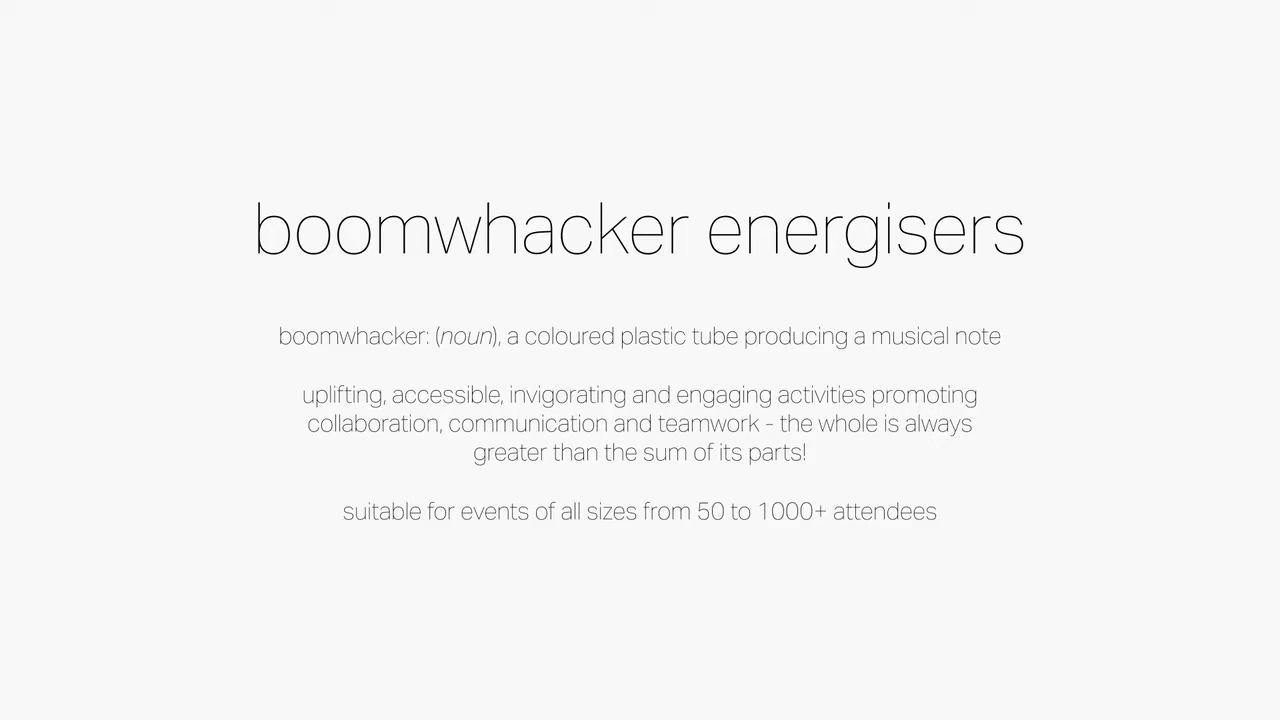 boomwhacker energisers
boomwhacker: (noun), a coloured plastic tube producing a musical note
uplifting, accessible, invigorating and engaging activities promoting
collaboration, communication and teamwork - the whole is always
greater than the sum of its parts!
suitable for events of all sizes from 50 to 1000+ attendees